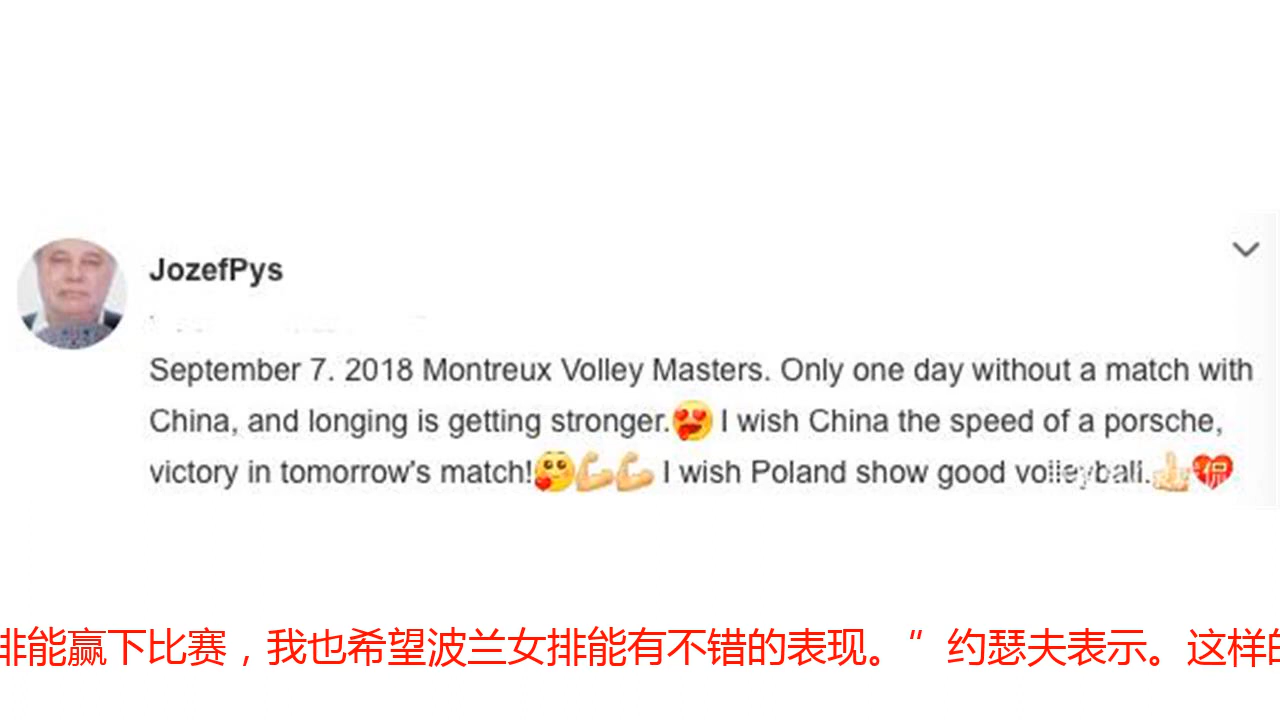 JozefPys
September 7. 2018 Montreux Volley Masters. Only one day without a match with
China, and longing is getting stronger. I wish China the speed of a porsche,
victory in tomorrow's match! I wish Poland show good volleyball.
排能赢下比赛，我也希望波兰女排能有不错的表现。”约瑟夫表示。这样的